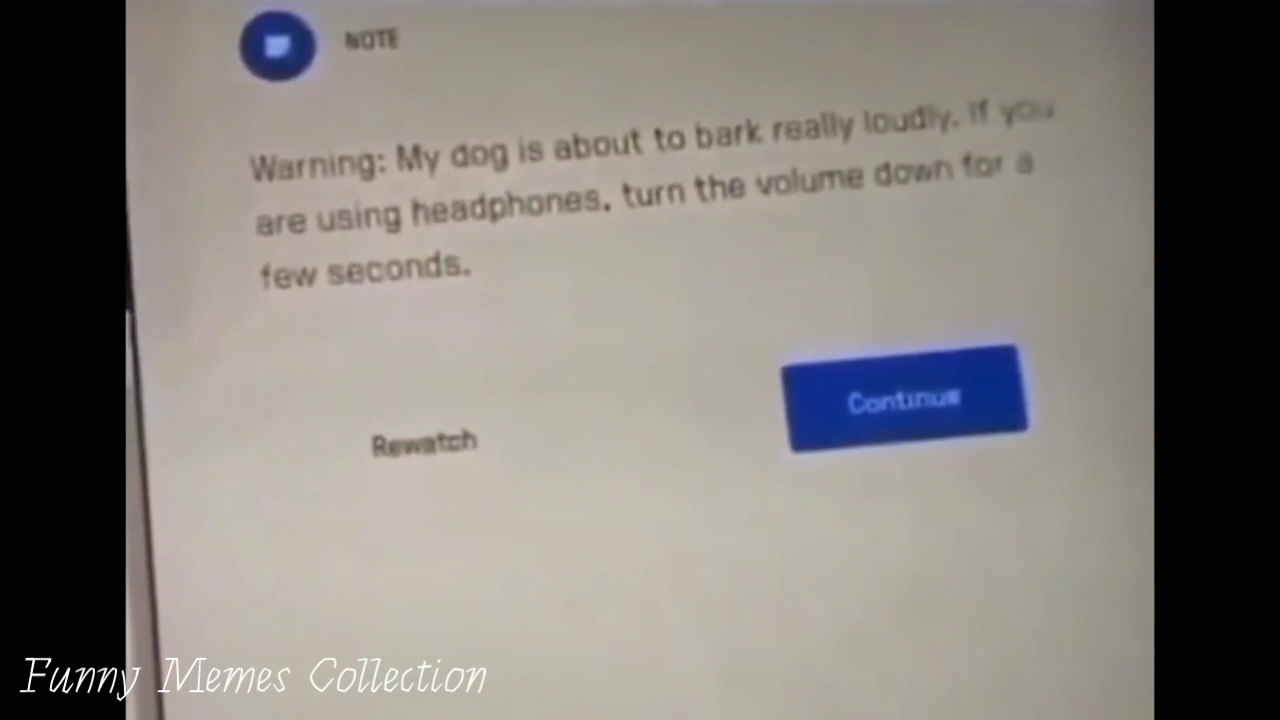 NOTE
Warning: My dog is about to bark really loudly. If you
are using headphones, turn the volume down for a
few seconds.
Continue
Rewatch
Funny Memes Collection